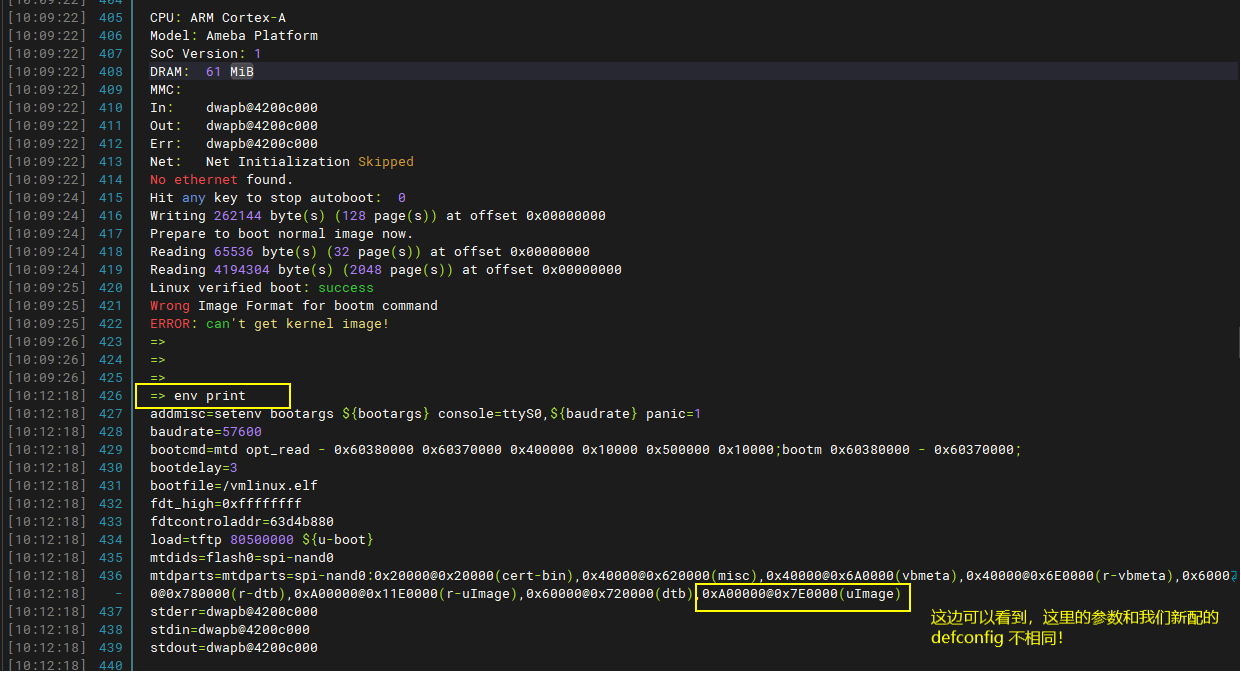 [10:09:22] 404
[10:09:22] 405 CPU: ARM Cortex-A
[10:09:22] 406 Model: Ameba Platform
[10:09:22] 407 SoC Version: 1
[10:09:22] 408 DRAM:  61 MiB
[10:09:22] 409 MMC:
[10:09:22] 410 In:    dwapb@4200c000
[10:09:22] 411 Out:   dwapb@4200c000
[10:09:22] 412 Err:   dwapb@4200c000
[10:09:22] 413 Net:   Net Initialization Skipped
[10:09:22] 414 No ethernet found.
[10:09:24] 415 Hit any key to stop autoboot:  0
[10:09:24] 416 Writing 262144 byte(s) (128 page(s)) at offset 0x00000000
[10:09:24] 417 Prepare to boot normal image now.
[10:09:24] 418 Reading 65536 byte(s) (32 page(s)) at offset 0x00000000
[10:09:24] 419 Reading 4194304 byte(s) (2048 page(s)) at offset 0x00000000
[10:09:25] 420 Linux verified boot: success
[10:09:25] 421 Wrong Image Format for bootm command
[10:09:25] 422 ERROR: can't get kernel image!
[10:09:26] 423 =>
[10:09:26] 424 =>
[10:09:26] 425 =>
[10:12:18] 426 => env print
[10:12:18] 427 addmisc=setenv bootargs ${bootargs} console=ttyS0,${baudrate} panic=1
[10:12:18] 428 baudrate=57600
[10:12:18] 429 bootcmd=mtd opt_read - 0x60380000 0x60370000 0x400000 0x10000 0x500000 0x10000;bootm 0x60380000 - 0x60370000;
[10:12:18] 430 bootdelay=3
[10:12:18] 431 bootfile=/vmlinux.elf
[10:12:18] 432 fdt_high=0xffffffff
[10:12:18] 433 fdtcontroladdr=63d4b880
[10:12:18] 434 load=tftp 80500000 ${u-boot}
[10:12:18] 435 mtdids=flash0=spi-nand0
[10:12:18] 436 mtdparts=mtdparts=spi-nand0:0x20000@0x20000(cert-bin),0x40000@0x620000(misc),0x40000@0x6A0000(vbmeta),0x40000@0x6E0000(r-vbmeta),0x6000
[10:12:18] - 0@0x780000(r-dtb),0xA00000@0x11E0000(r-uImage),0x60000@0x720000(dtb),0xA00000@0x7E0000(uImage)
[10:12:18] 437 stderr=dwapb@4200c000
[10:12:18] 438 stdin=dwapb@4200c000
[10:12:18] 439 stdout=dwapb@4200c000
[10:12:18] 440
这边可以看到，这里的参数和我们新配的
defconfig 不相同！